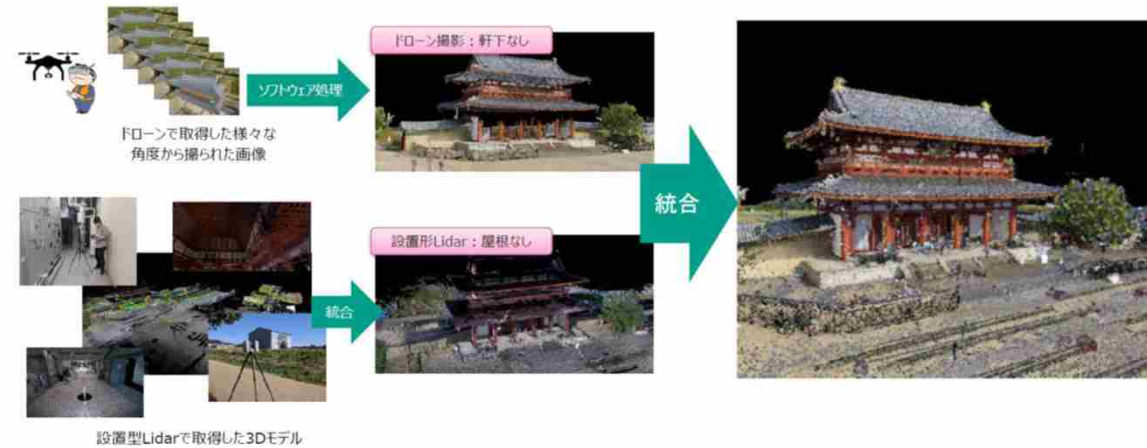 ドローンで取得した様々な
角度から撮られた画像
ソフトウェア処理
ドローン撮影：軒下なし
設置型Lidarで取得した3Dモデル
統合
設置形Lidar：屋根なし
統合